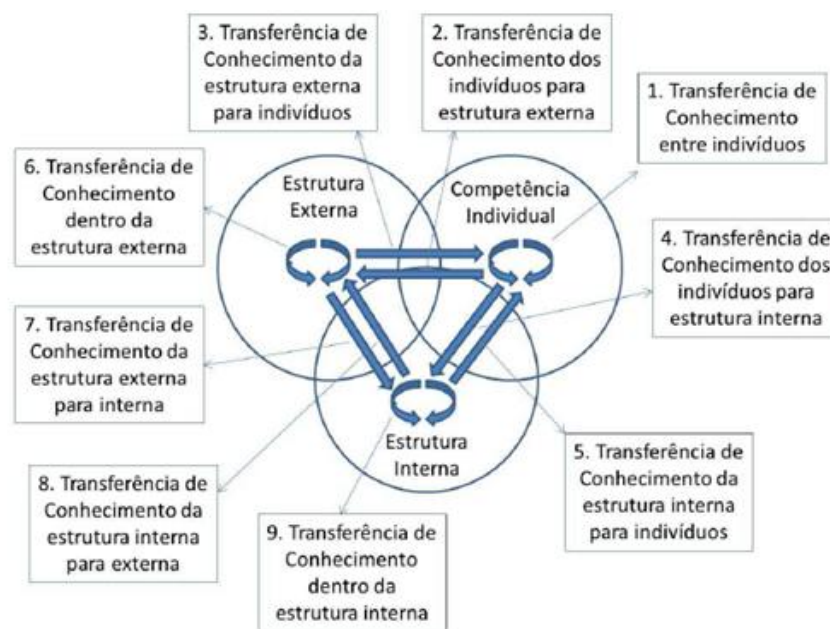 3. Transferência de
Conhecimento da
estrutura externa
para indivíduos
2. Transferência de
Conhecimento dos
indivíduos para
estrutura externa
1. Transferência de
Conhecimento
entre indivíduos
6. Transferência de
Conhecimento
dentro da
estrutura externa
Estrutura
Externa
Competência
Individual
4. Transferência de
Conhecimento dos
indivíduos para
estrutura interna
7. Transferência de
Conhecimento da
estrutura externa
para interna
Estrutura
Interna
5. Transferência de
Conhecimento da
estrutura interna
para indivíduos
8. Transferência de
Conhecimento da
estrutura interna
para externa
9. Transferência de
Conhecimento
dentro da
estrutura interna